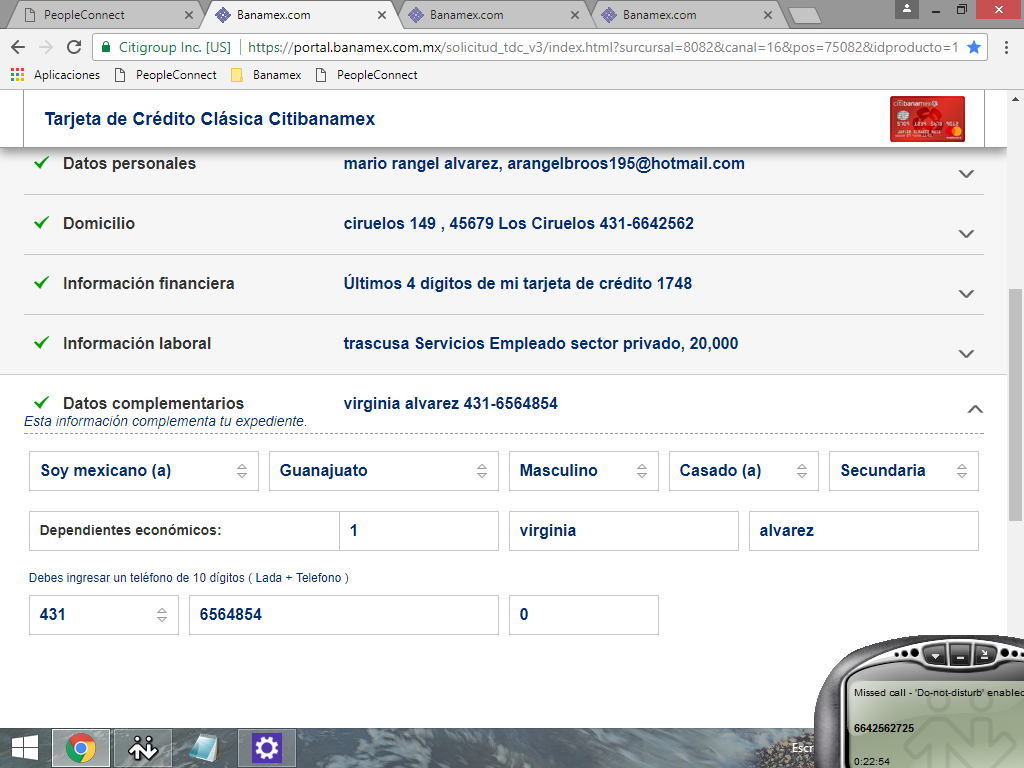 PeopleConnect
Banamex.com
Banamex.com
Banamex.com
Citigroup Inc. [US] https://portal.banamex.com.mx/solicitud_tdc_v3/index.html?sursursal=8082&canal=16&pos=75082&idproducto=1
Aplicaciones PeopleConnect Banamex PeopleConnect
Tarjeta de Crédito Clásica Citibanamex
citibanamex
Datos personales mario rangel alvarez, arangelbroos195@hotmail.com
Domicilio ciruelos 149 , 45679 Los Ciruelos 431-6642562
Información financiera Últimos 4 dígitos de mi tarjeta de crédito 1748
Información laboral trascusa Servicios Empleado sector privado, 20,000
Datos complementarios virginia alvarez 431-6564854
Esta información complementa tu expediente.
Soy mexicano (a) Guanajuato Masculino Casado (a) Secundaria
Dependientes económicos: 1 virginia alvarez
Debes ingresar un teléfono de 10 dígitos ( Lada + Telefono )
431 6564854 0
Missed call - 'Do-not-disturb' enabled
6642562725
0:22:54
Escr